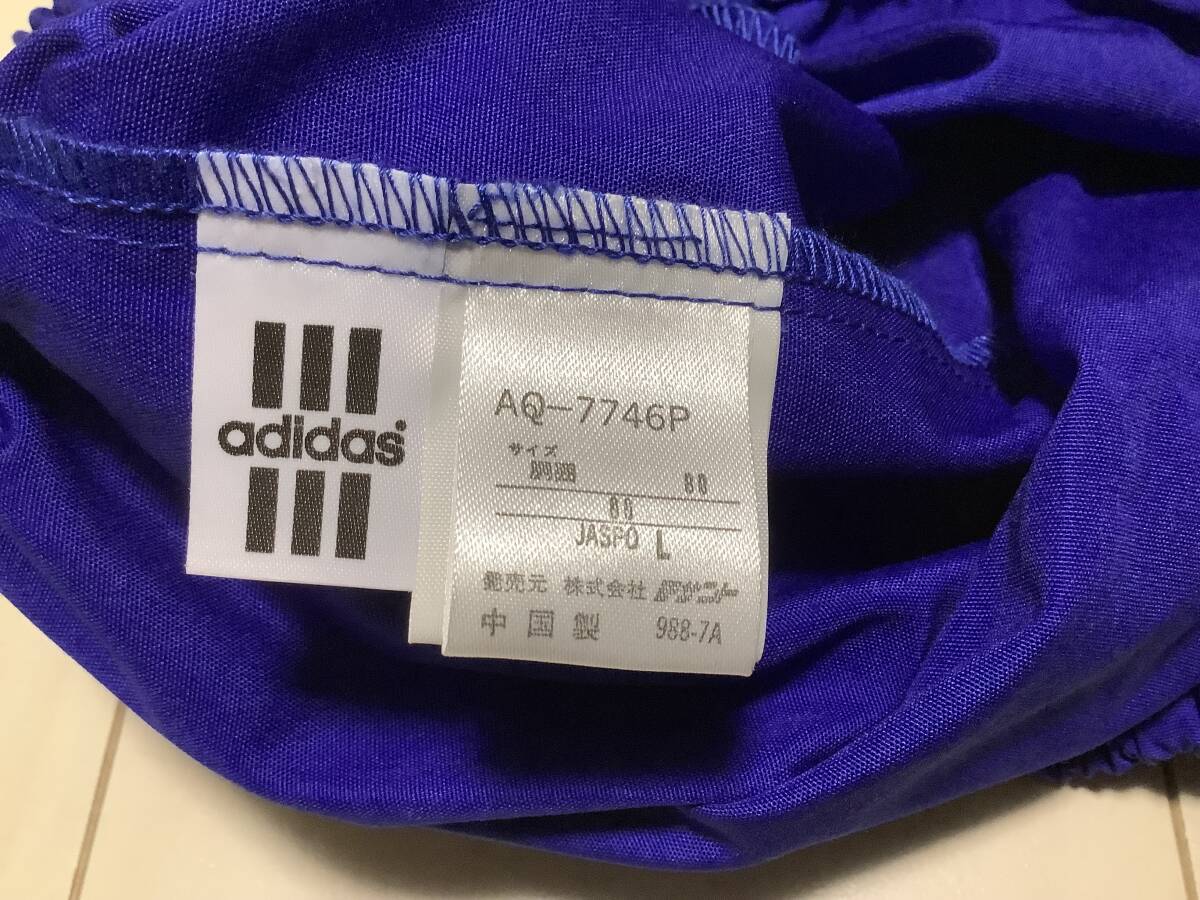 adidas
AQ-7746P
サイズ
JASPO L
発売元 株式会社 デサント
中国製 988-7A